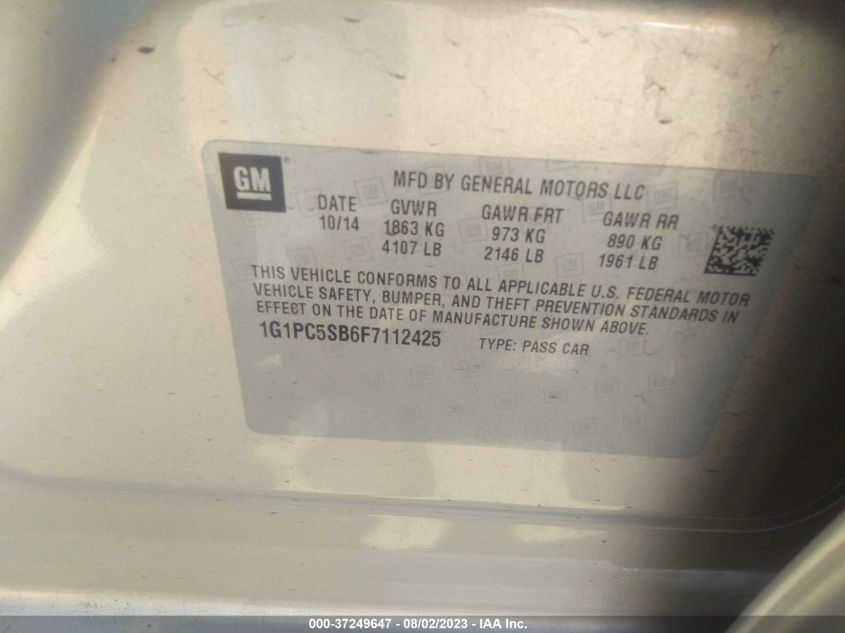 GM ® MFD BY GENERAL MOTORS LLC
DATE GVWR GAWR FRT GAWR RR
10/14 1863 KG 973 KG 890 KG
4107 LB 2146 LB 1961 LB
THIS VEHICLE CONFORMS TO ALL APPLICABLE U.S. FEDERAL MOTOR
VEHICLE SAFETY, BUMPER, AND THEFT PREVENTION STANDARDS IN
EFFECT ON THE DATE OF MANUFACTURE SHOWN ABOVE.
1G1PC5SB6F7112425 TYPE: PASS CAR
000-37249647 - 08/02/2023 - IAA Inc.